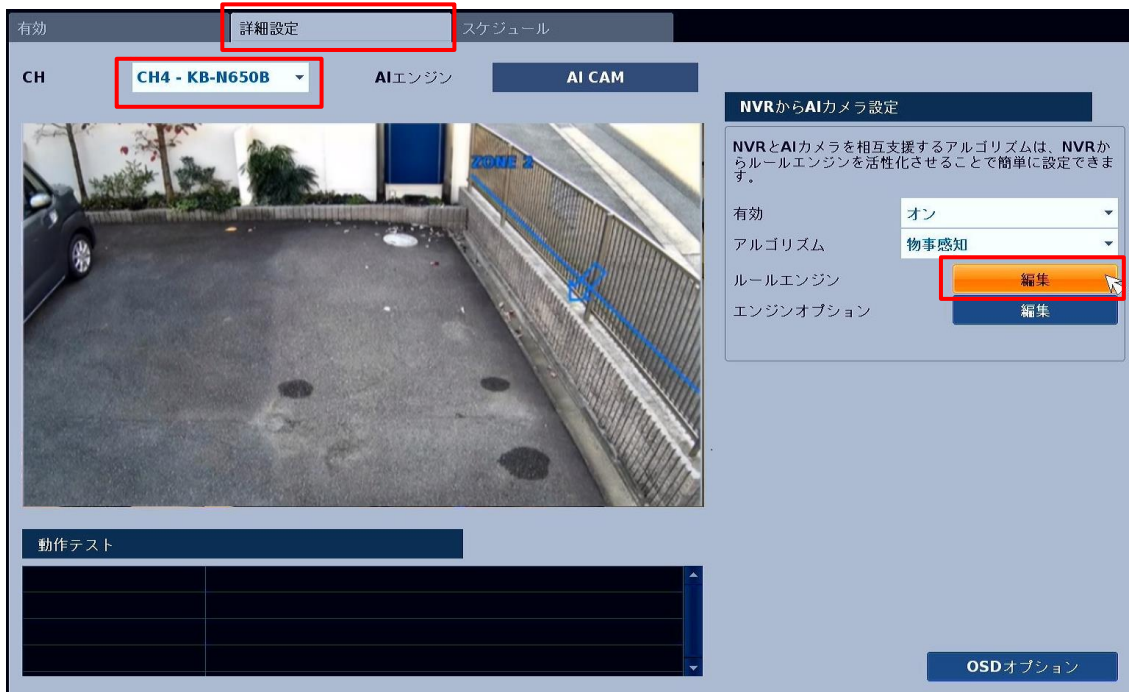 有効
詳細設定
スケジュール
CH
CH4 - KB-N650B
AIエンジン
AI CAM
ZONE 2
NVRからAIカメラ設定
NVRとAIカメラを相互支援するアルゴリズムは、NVRか
らルールエンジンを活性化させることで簡単に設定できま
す。
有効
オン
アルゴリズム
物事感知
ルールエンジン
編集
エンジンオプション
編集
動作テスト
OSDオプション